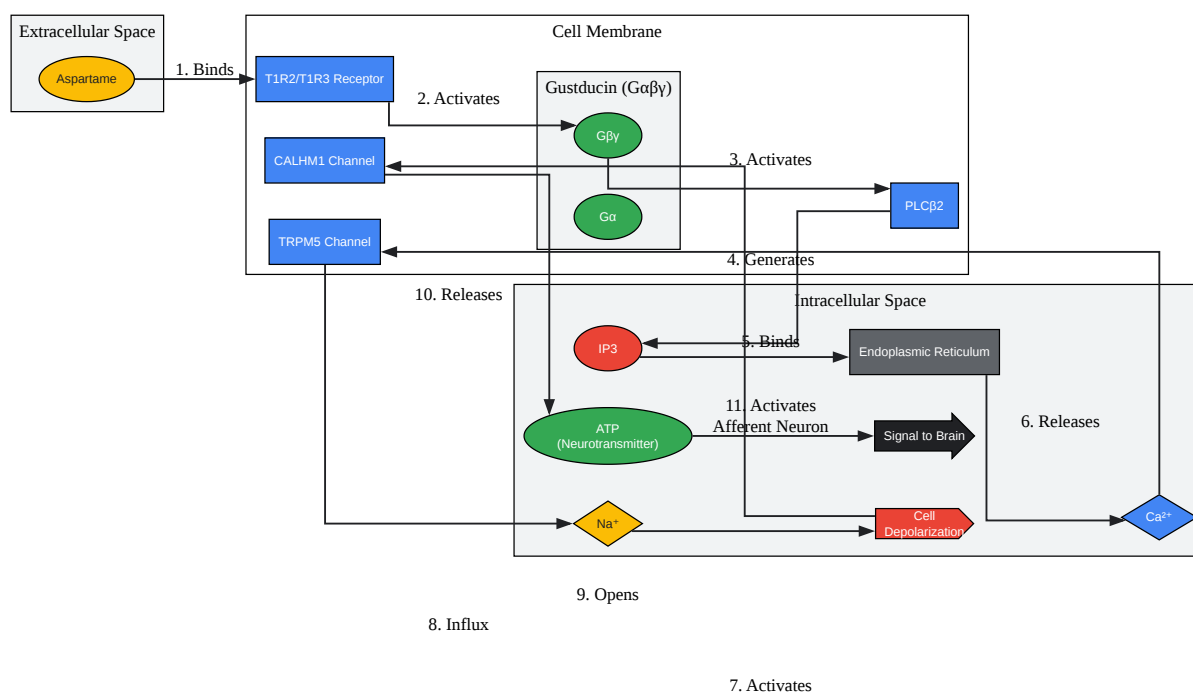 Extracellular Space
Cell Membrane
Aspartame
1. Binds
T1R2/T1R3 Receptor
Gustducin (Gαβγ)
2. Activates
Gβγ
CALHM1 Channel
3. Activates
PLCβ2
Gα
TRPM5 Channel
4. Generates
10. Releases
Intracellular Space
IP3
5. Binds
Endoplasmic Reticulum
11. Activates
Afferent Neuron
6. Releases
ATP
(Neurotransmitter)
Signal to Brain
Na⁺
Cell
Depolarization
Ca²⁺
9. Opens
8. Influx
7. Activates